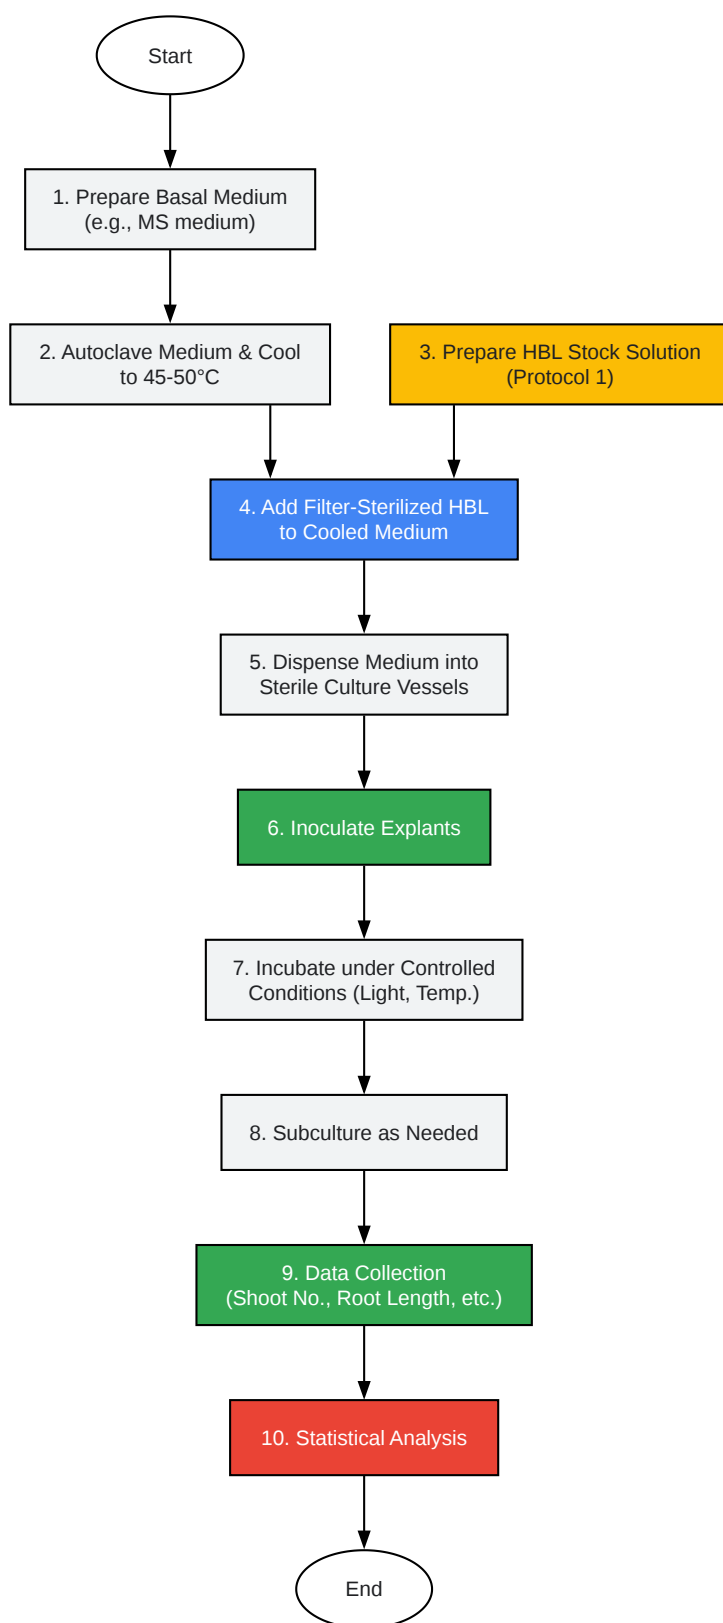 Start
1. Prepare Basal Medium
(e.g., MS medium)
2. Autoclave Medium & Cool
to 45-50°C
3. Prepare HBL Stock Solution
(Protocol 1)
4. Add Filter-Sterilized HBL
to Cooled Medium
5. Dispense Medium into
Sterile Culture Vessels
6. Inoculate Explants
7. Incubate under Controlled
Conditions (Light, Temp.)
8. Subculture as Needed
9. Data Collection
(Shoot No., Root Length, etc.)
10. Statistical Analysis
End